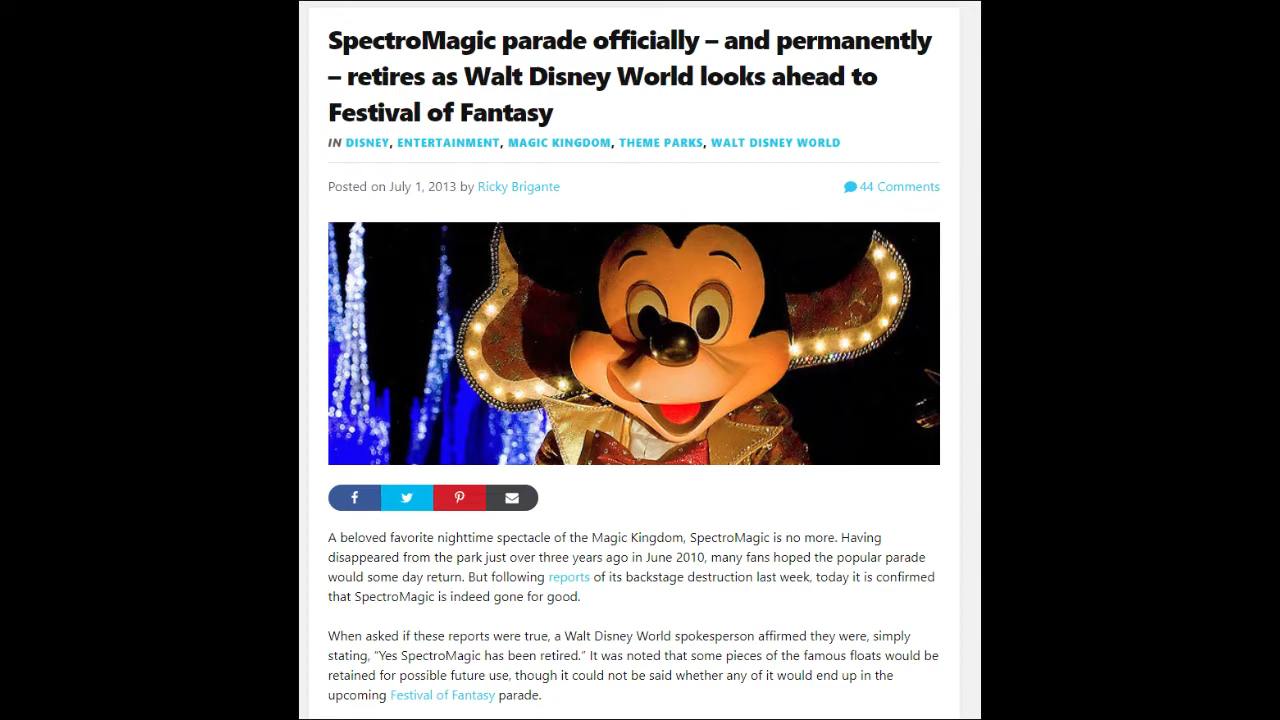 SpectroMagic parade officially – and permanently
– retires as Walt Disney World looks ahead to
Festival of Fantasy
IN DISNEY, ENTERTAINMENT, MAGIC KINGDOM, THEME PARKS, WALT DISNEY WORLD
Posted on July 1, 2013 by Ricky Brigante
44 Comments
A beloved favorite nighttime spectacle of the Magic Kingdom, SpectroMagic is no more. Having
disappeared from the park just over three years ago in June 2010, many fans hoped the popular parade
would some day return. But following reports of its backstage destruction last week, today it is confirmed
that SpectroMagic is indeed gone for good.
When asked if these reports were true, a Walt Disney World spokesperson affirmed they were, simply
stating, “Yes SpectroMagic has been retired.” It was noted that some pieces of the famous floats would be
retained for possible future use, though it could not be said whether any of it would end up in the
upcoming Festival of Fantasy parade.